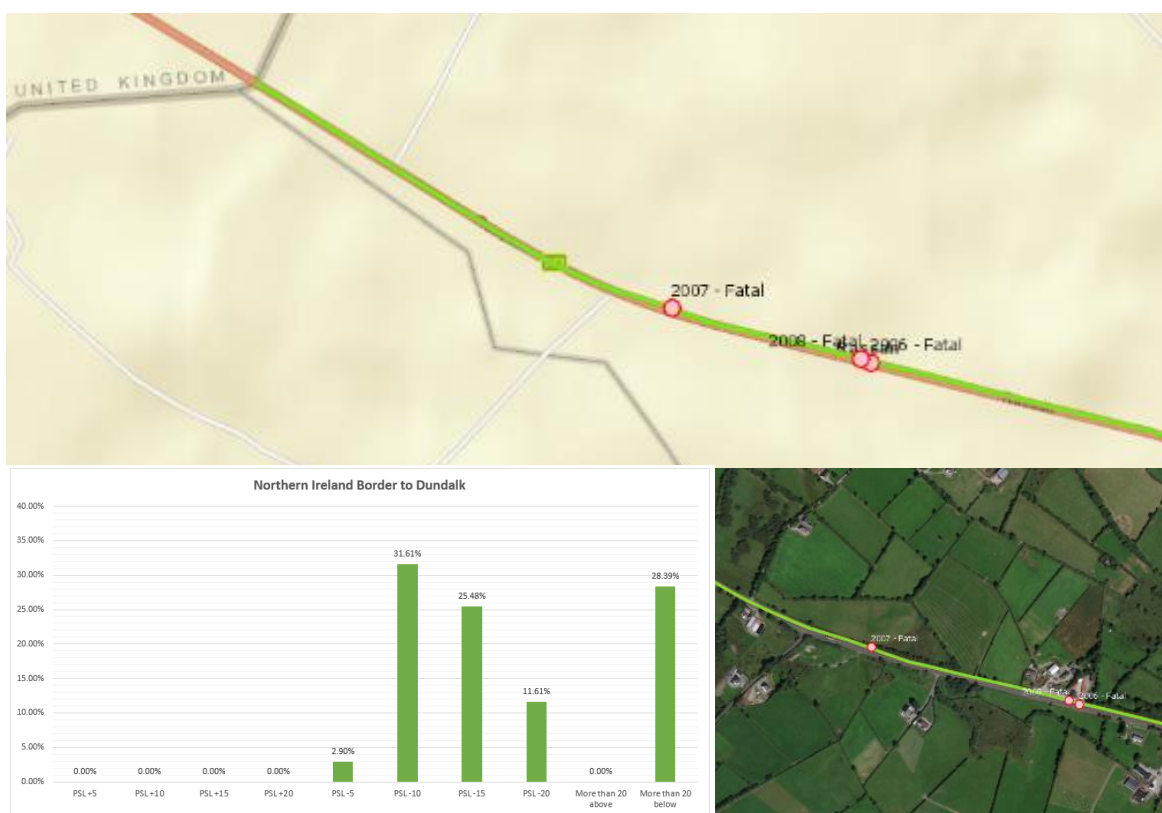 UNITED KINGDOM
2007 - Fatal
2008 - Fatal
2006 - Fatal
Northern Ireland Border to Dundalk
40.00%
35.00%
30.00%
25.00%
20.00%
15.00%
10.00%
5.00%
0.00%
0.00% 0.00% 0.00% 0.00% 2.90% 31.61% 25.48% 11.61% 0.00% 28.39%
PSL+5 PSL+10 PSL+15 PSL+20 PSL-5 PSL-10 PSL-15 PSL-20 More than 20 above More than 20 below
2007 - Fatal
2008 - Fatal
2006 - Fatal